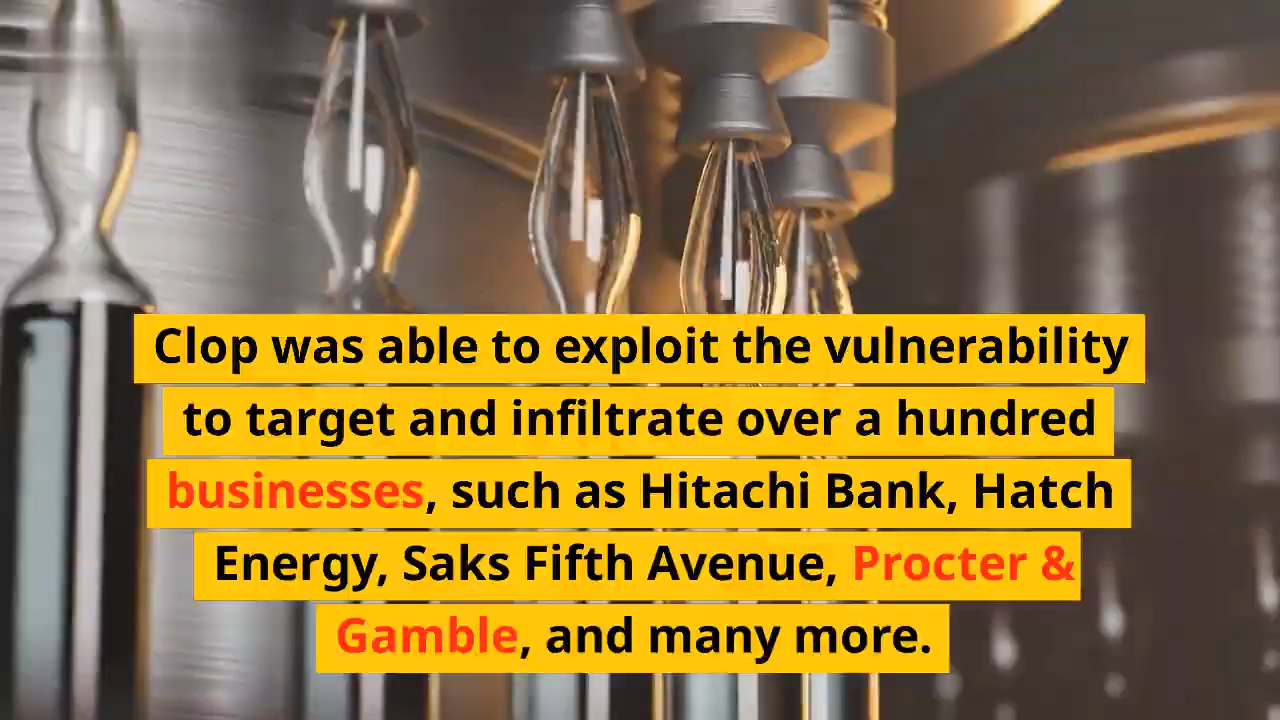 Clop was able to exploit the vulnerability
to target and infiltrate over a hundred
businesses, such as Hitachi Bank, Hatch
Energy, Saks Fifth Avenue, Procter &
Gamble, and many more.